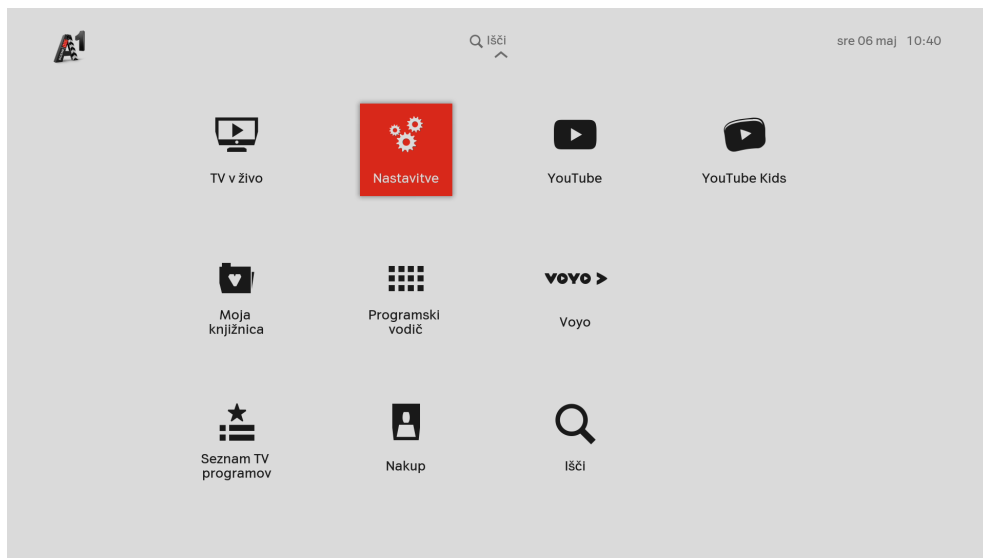 A1
Išči
sre 06 maj 10:40
TV v živo
Nastavitve
YouTube
YouTube Kids
Moja
knjižnica
Programski
vodič
VOYO >
Voyo
Seznam TV
programov
Nakup
Išči